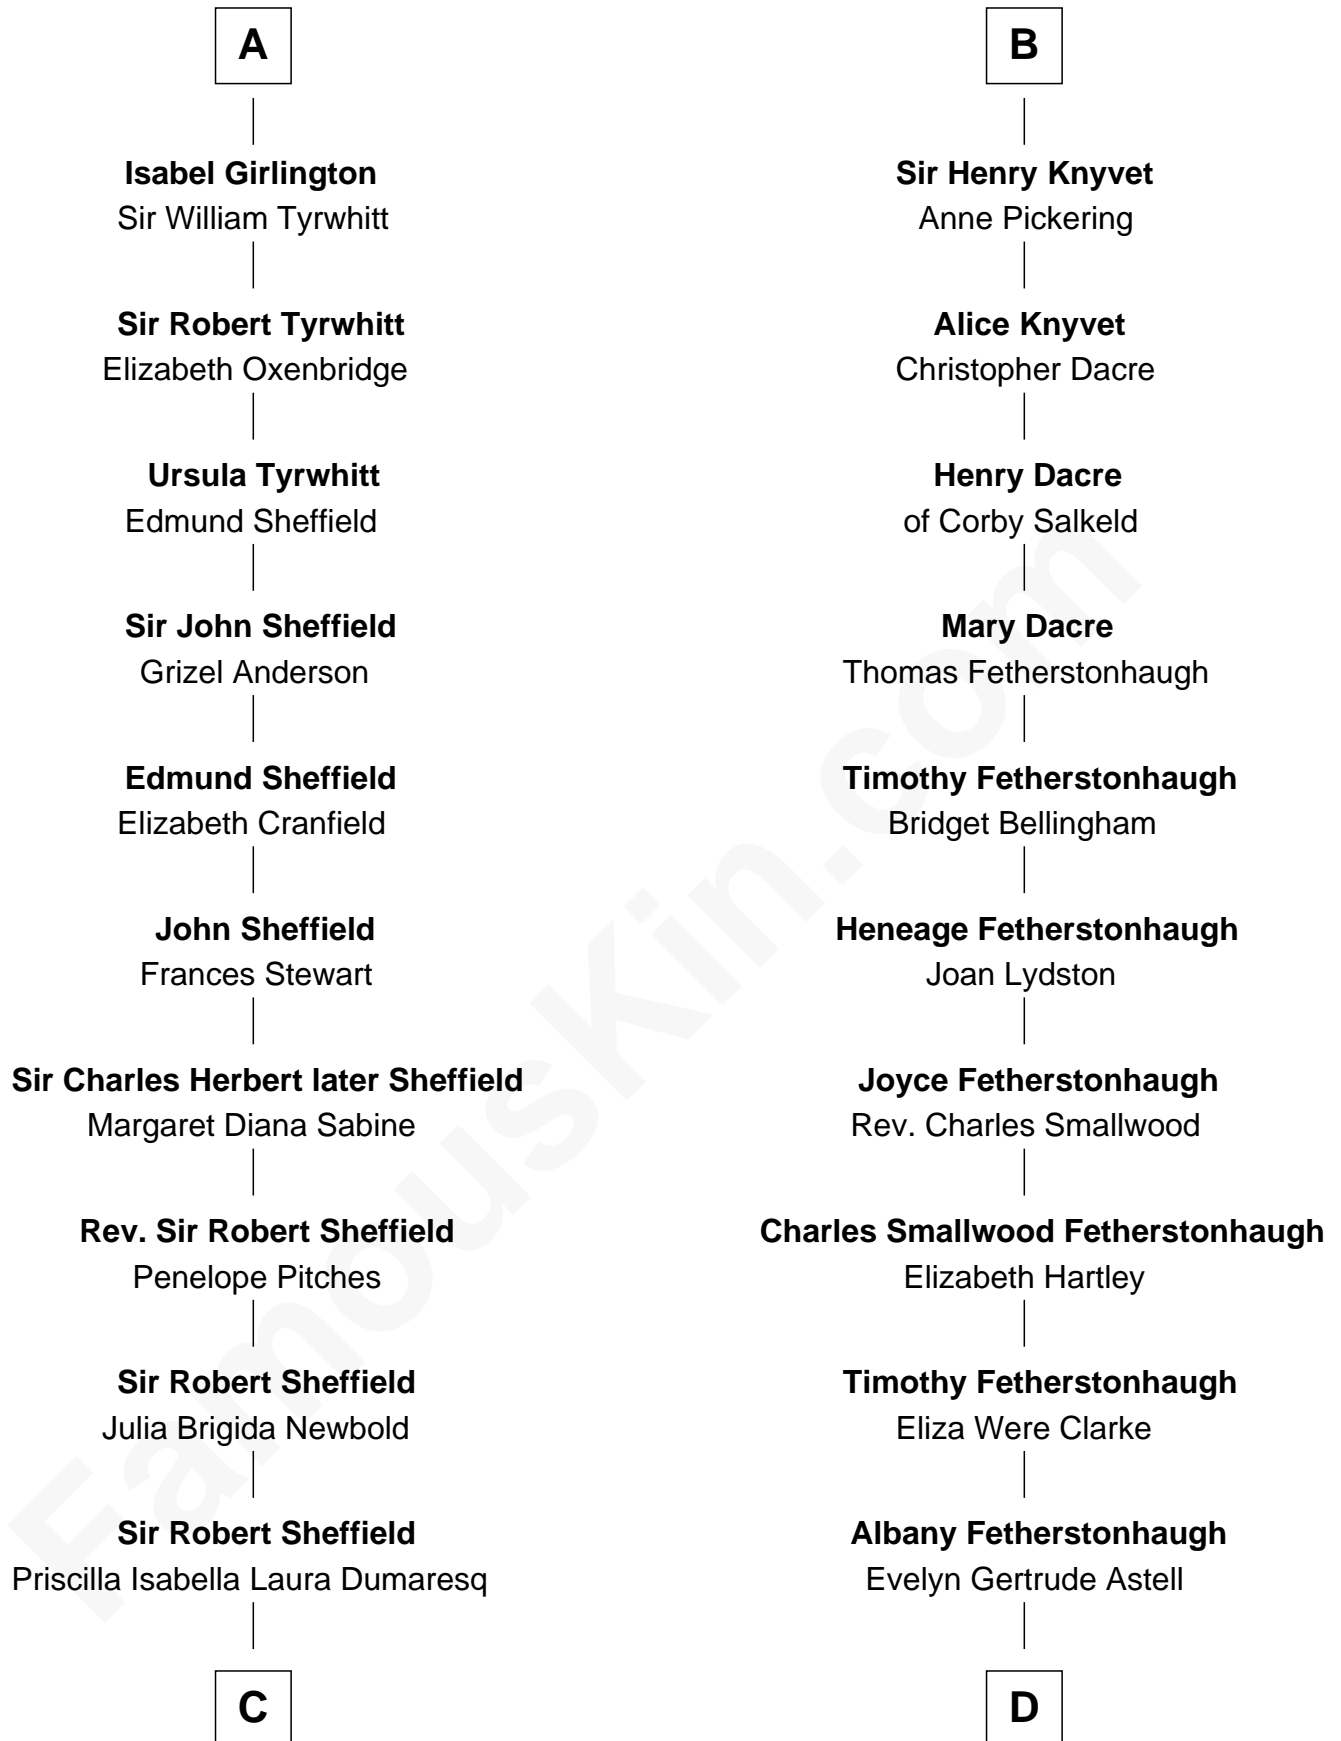 A
Isabel Girlington
Sir William Tyrwhitt
Sir Robert Tyrwhitt
Elizabeth Oxenbridge
Ursula Tyrwhitt
Edmund Sheffield
Sir John Sheffield
Grizel Anderson
Edmund Sheffield
Elizabeth Cranfield
John Sheffield
Frances Stewart
Sir Charles Herbert later Sheffield
Margaret Diana Sabine
Rev. Sir Robert Sheffield
Penelope Pitches
Sir Robert Sheffield
Julia Brigida Newbold
Sir Robert Sheffield
Priscilla Isabella Laura Dumaresq
C
B
Sir Henry Knyvet
Anne Pickering
Alice Knyvet
Christopher Dacre
Henry Dacre
of Corby Salkeld
Mary Dacre
Thomas Fetherstonhaugh
Timothy Fetherstonhaugh
Bridget Bellingham
Heneage Fetherstonhaugh
Joan Lydston
Joyce Fetherstonhaugh
Rev. Charles Smallwood
Charles Smallwood Fetherstonhaugh
Elizabeth Hartley
Timothy Fetherstonhaugh
Eliza Were Clarke
Albany Fetherstonhaugh
Evelyn Gertrude Astell
D
FamousKin.com